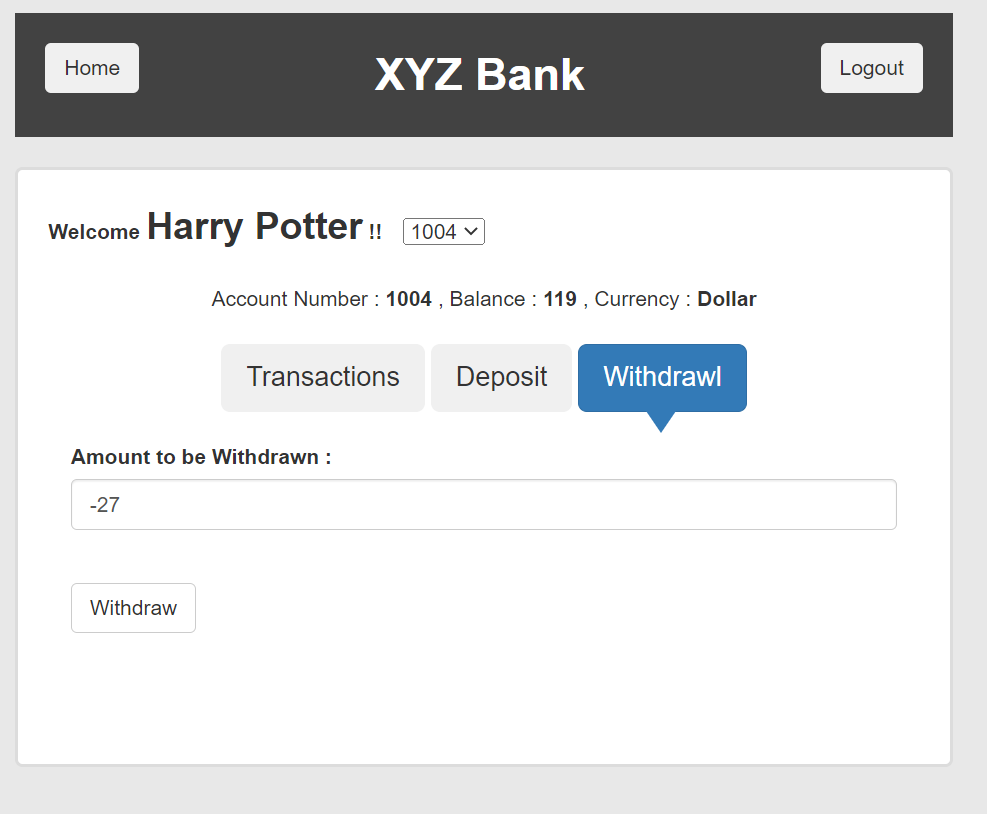 Home XYZ Bank Logout
Welcome Harry Potter !! 1004
Account Number : 1004 , Balance : 119 , Currency : Dollar
Transactions Deposit Withdrawl
Amount to be Withdrawn :
-27
Withdraw